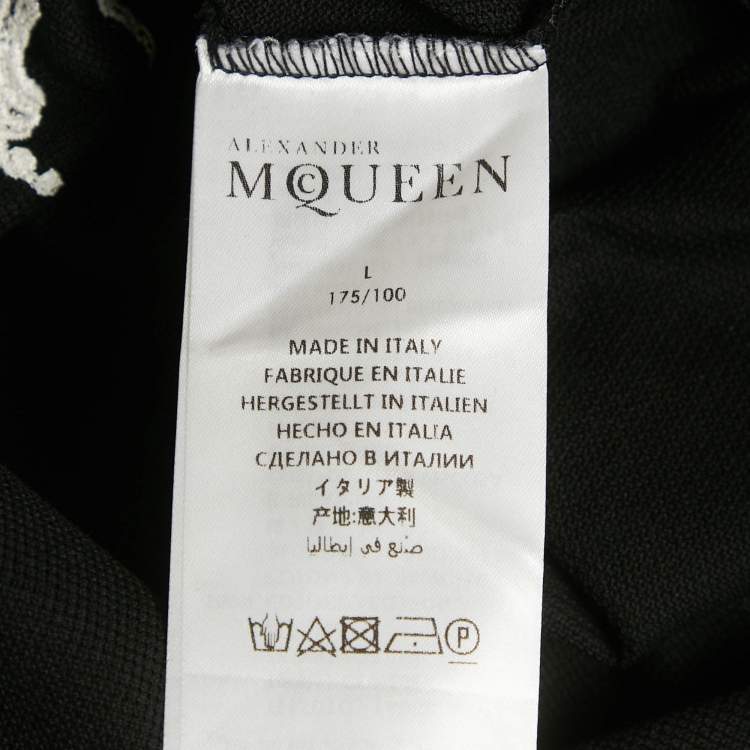 ALEXANDER
MCQUEEN
L
175/100
MADE IN ITALY
FABRIQUE EN ITALIE
HERGESTELLT IN ITALIEN
HECHO EN ITALIA
СДЕЛАНО В ИТАЛИИ
イタリア製
产地:意大利
صنع في إيطاليا
P